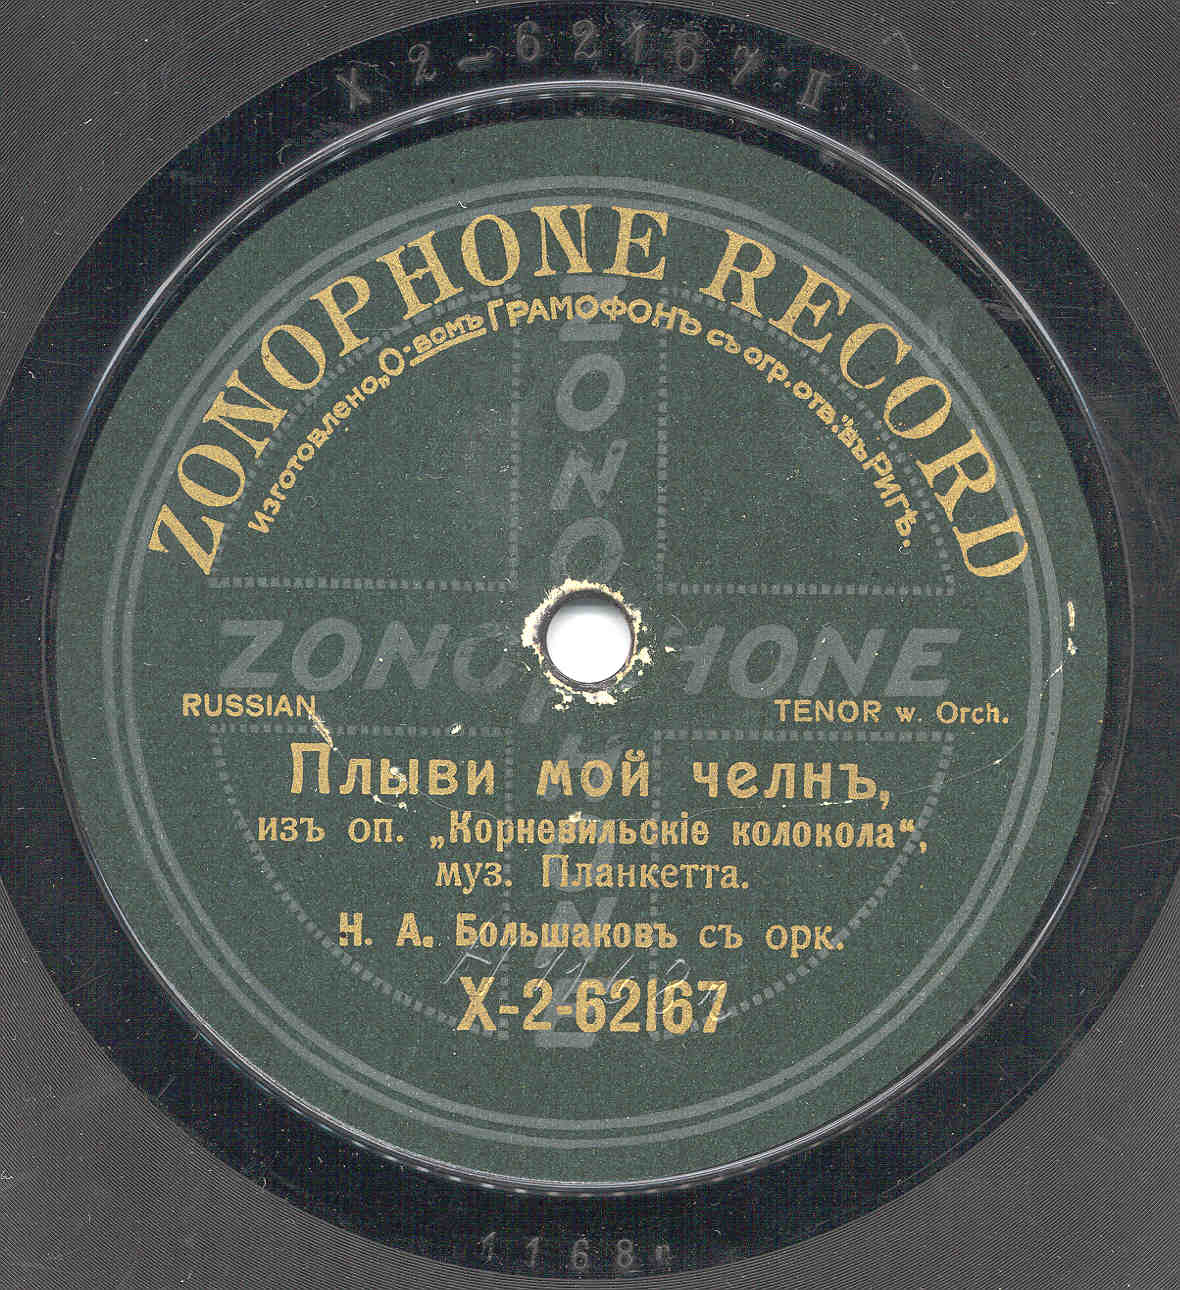 X 2-62167 II
ZONOPHONE RECORD
Изготовлено „О-вомъ ГРАМОФОНЪ съ огр. отв.“ въ Ригѣ.
ZONOPHONE
ZONOPHONE
RUSSIAN
TENOR w. Orch.
Плыви мой челнъ,
изъ оп. „Корневильскіе колокола“,
муз. Планкетта.
Н. А. Большаковъ съ орк.
X-2-62167
1168